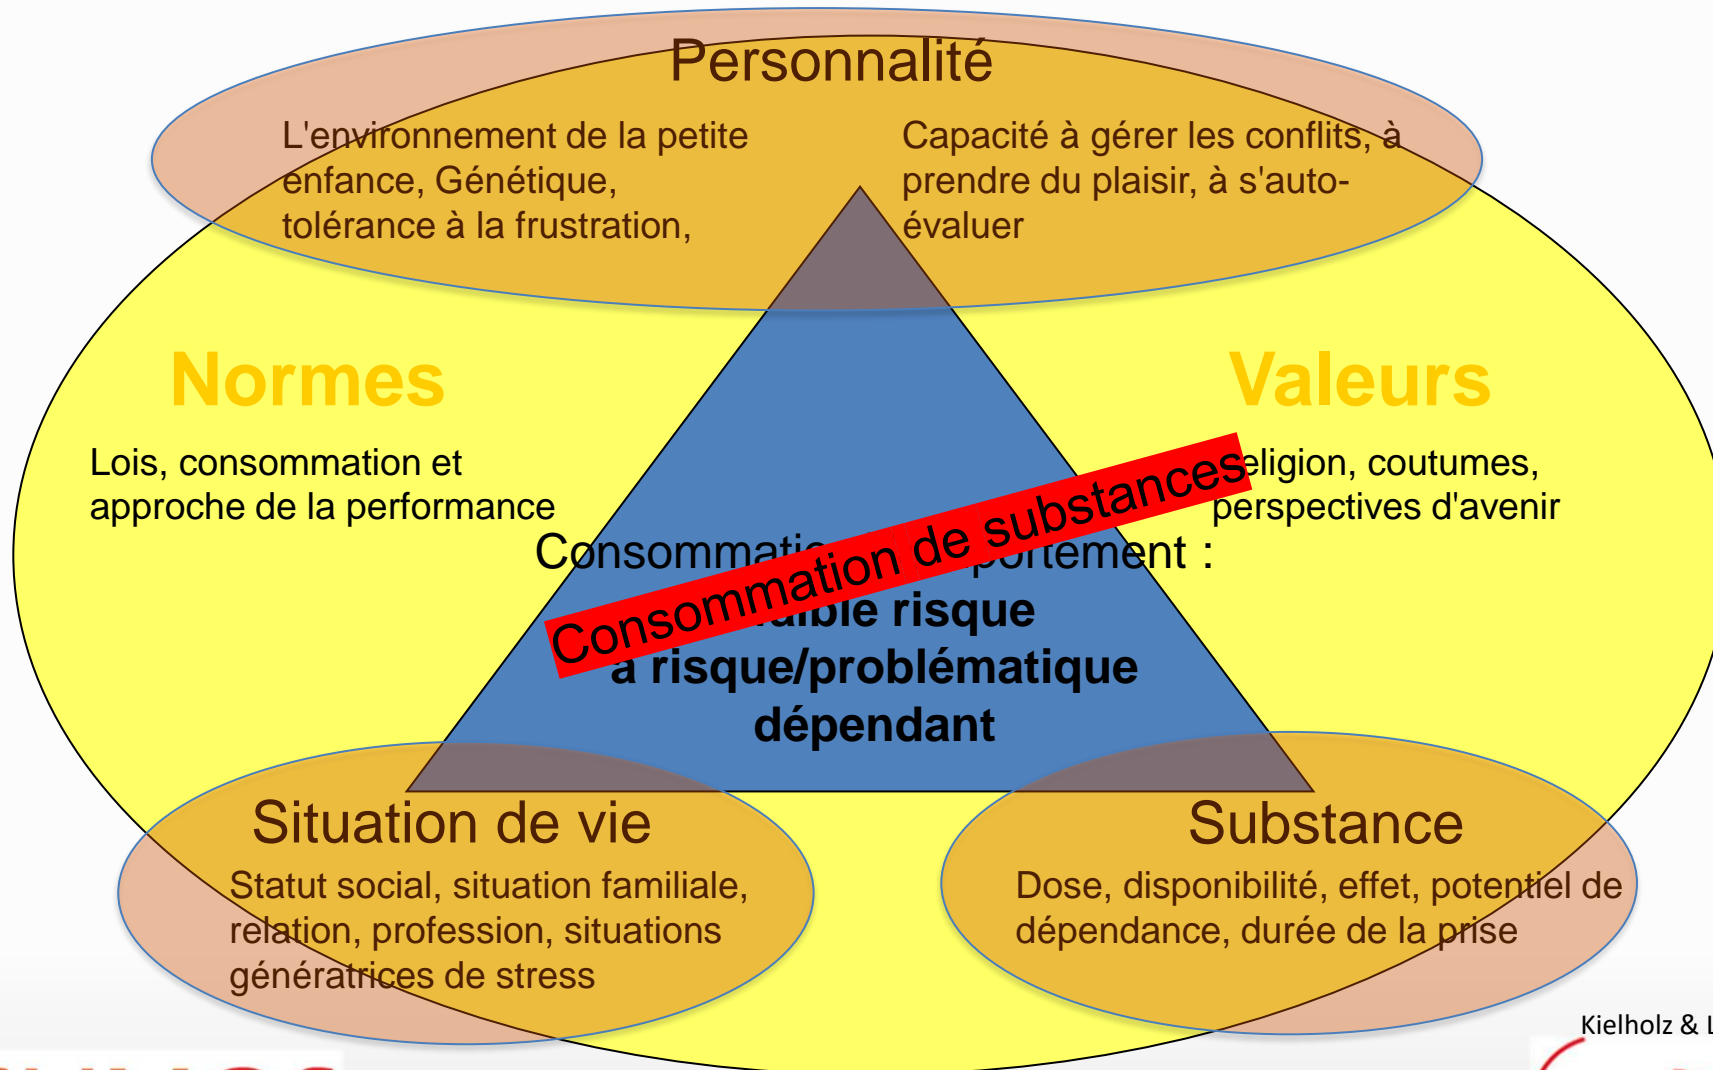 Personnalité
L'environnement de la petite
enfance, Génétique,
tolérance à la frustration,
Capacité à gérer les conflits, à
prendre du plaisir, à s'auto-
évaluer
Normes
Lois, consommation et
approche de la performance
Valeurs
eligion, coutumes,
perspectives d'avenir
Consommation de substances
Consommati portement :
risque
à risque/problématique
dépendant
Situation de vie
Statut social, situation familiale,
relation, profession, situations
génératrices de stress
Substance
Dose, disponibilité, effet, potentiel de
dépendance, durée de la prise
Kielholz & L